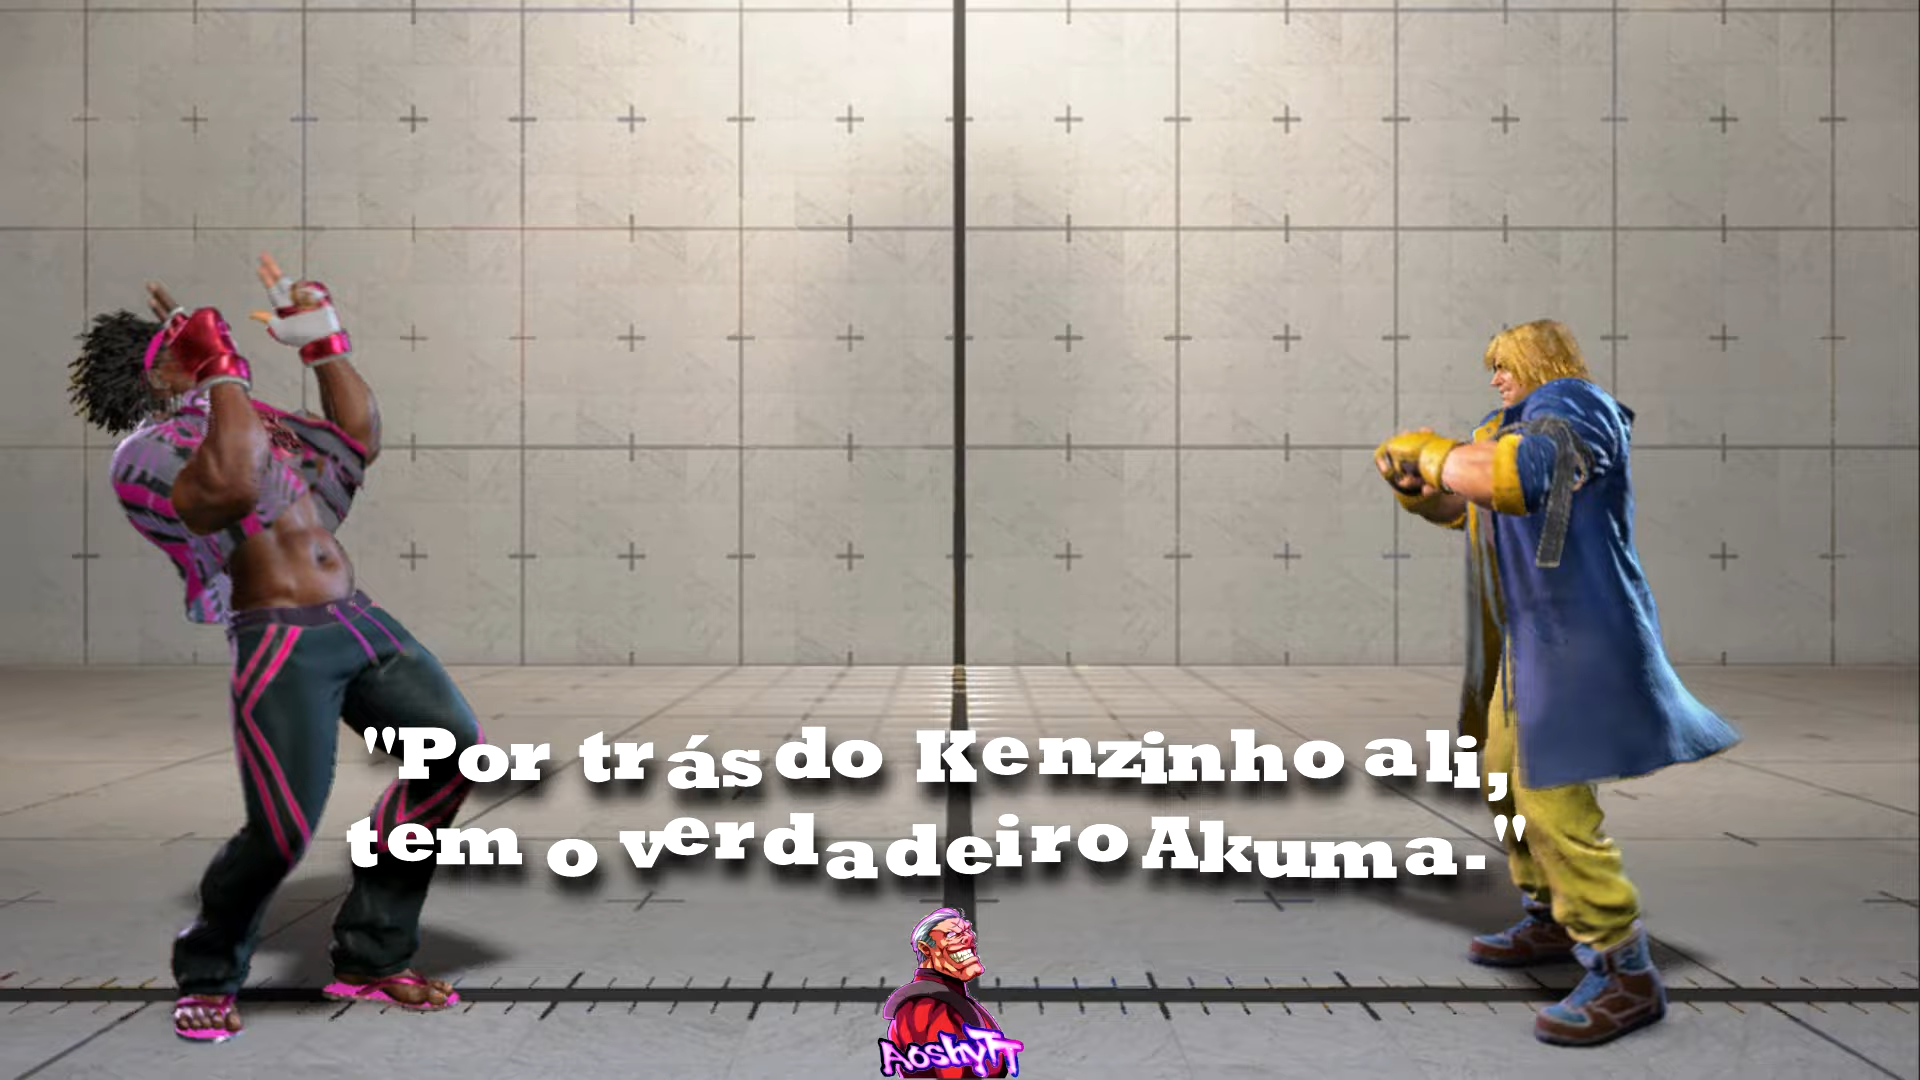 "Por trás do Kenzinho ali,
tem o verdadeiro Akuma."
AoshyFT